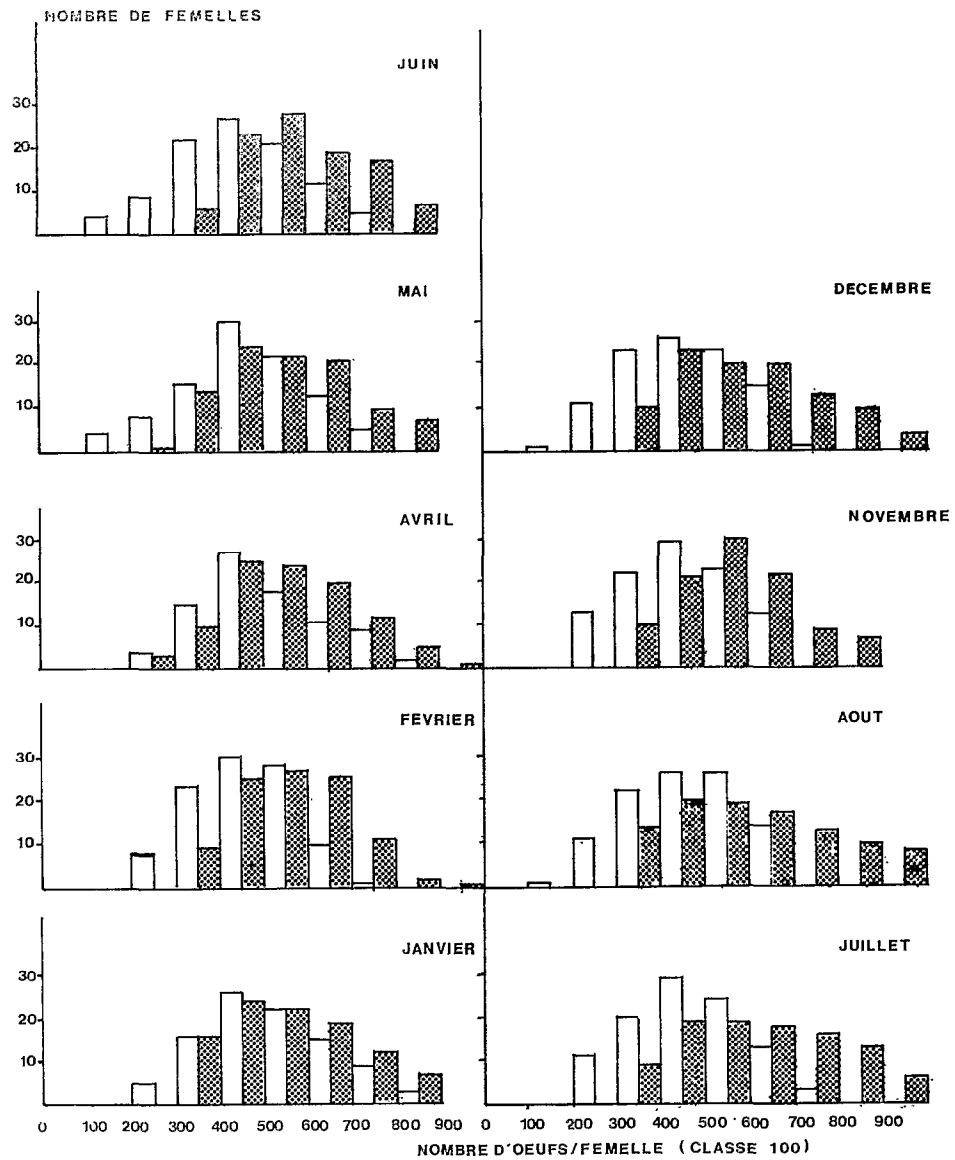 NOMBRE DE FEMELLES
JUIN
30
20
10
MAI
30
20
10
DECEMBRE
AVRIL
30
20
10
NOVEMBRE
FEVRIER
30
20
10
AOUT
JANVIER
30
20
10
JUILLET
0 100 200 300 400 500 600 700 800 900 0 100 200 300 400 500 600 700 800 900
NOMBRE D'OEUFS/FEMELLE (CLASSE 100)